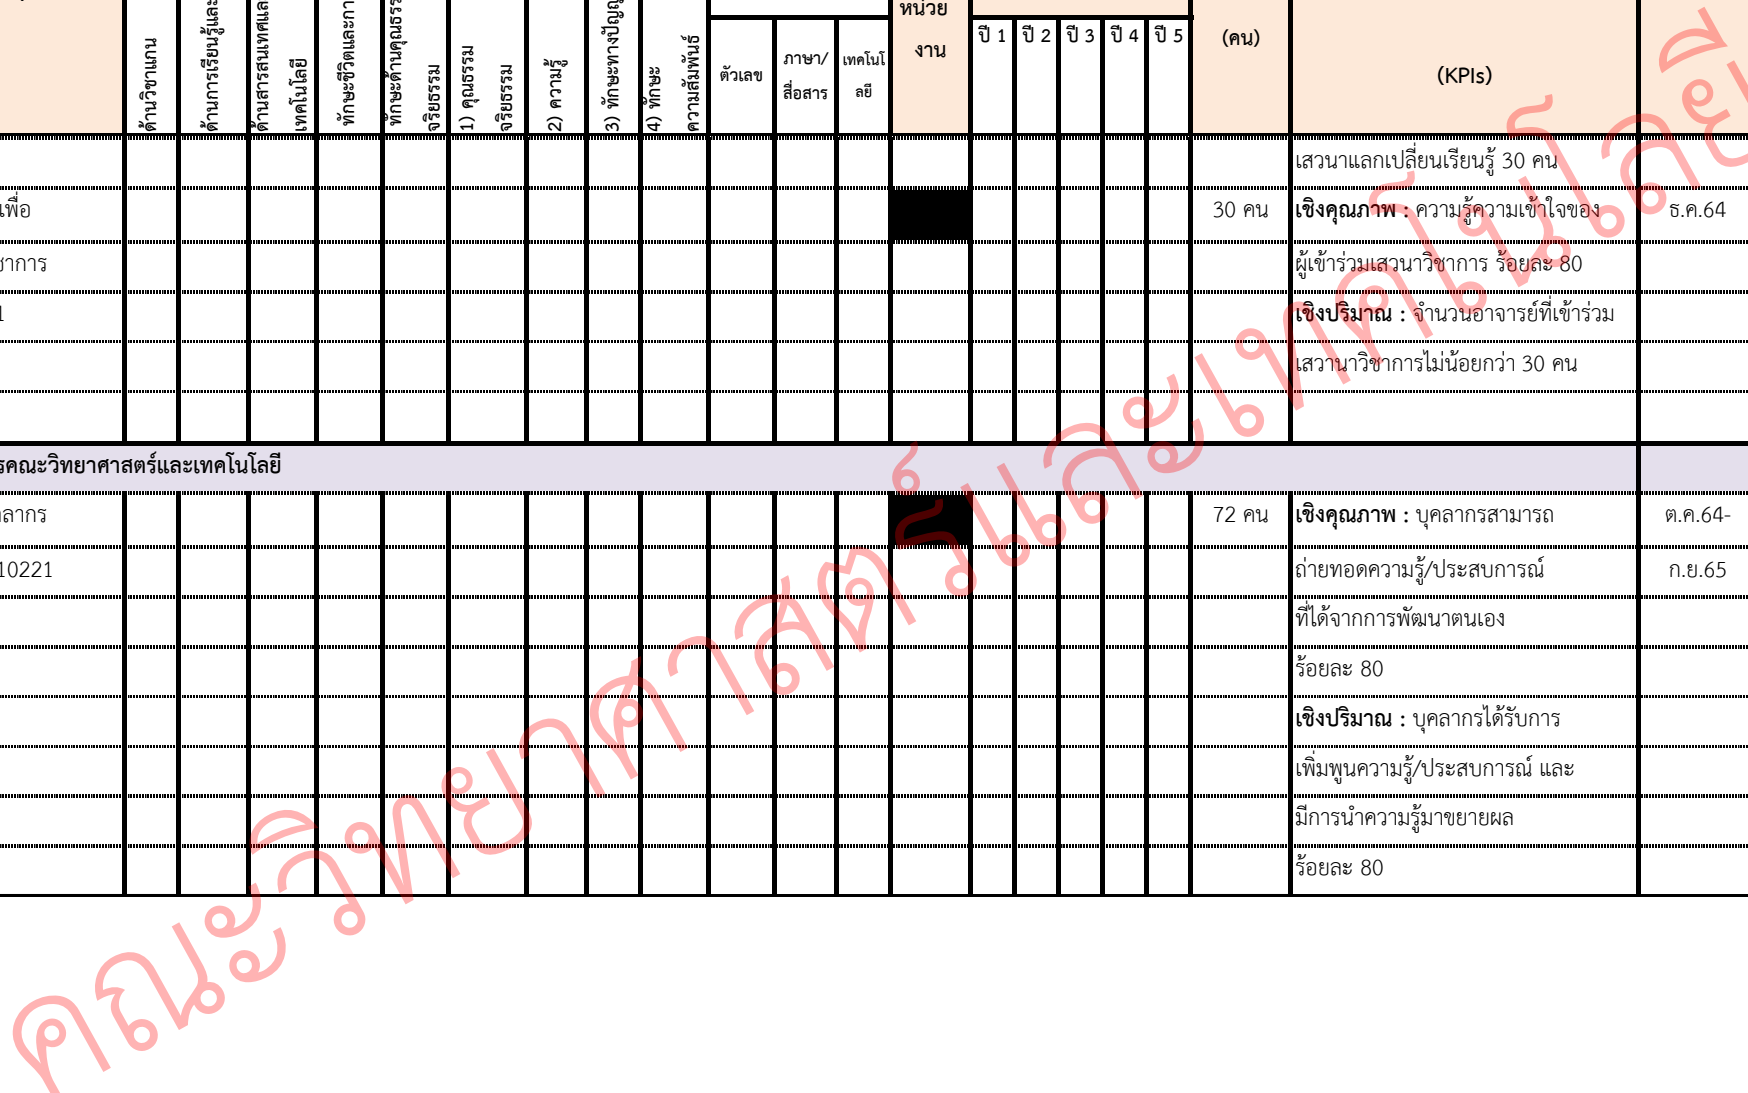 หน่วย
งาน
ปี 1 ปี 2 ปี 3 ปี 4 ปี 5
(คน)
(KPIs)
ด้านวิชาแกน
ด้านการเรียนรู้และ
ด้านสารสนเทศและ
เทคโนโลยี
ทักษะชีวิตและกา
ทักษะด้านคุณธรร
จริยธรรม
1) คุณธรรม
จริยธรรม
2) ความรู้
3) ทักษะทางปัญญ
4) ทักษะ
ความสัมพันธ์
ตัวเลข
ภาษา/
สื่อสาร
เทคโนโ
ลยี
เสวนาแลกเปลี่ยนเรียนรู้ 30 คน
เพื่อ 30 คน เชิงคุณภาพ : ความรู้ความเข้าใจของ ธ.ค.64
ชาการ ผู้เข้าร่วมเสวนาวิชาการ ร้อยละ 80
1 เชิงปริมาณ : จำนวนอาจารย์ที่เข้าร่วม
เสวานาวิชาการไม่น้อยกว่า 30 คน
รคณะวิทยาศาสตร์และเทคโนโลยี
ลากร 72 คน เชิงคุณภาพ : บุคลากรสามารถ ต.ค.64-
10221 ถ่ายทอดความรู้/ประสบการณ์ ก.ย.65
ที่ได้จากการพัฒนาตนเอง
ร้อยละ 80
เชิงปริมาณ : บุคลากรได้รับการ
เพิ่มพูนความรู้/ประสบการณ์ และ
มีการนำความรู้มาขยายผล
ร้อยละ 80
คณะวิทยาศาสตร์และเทคโนโลยี